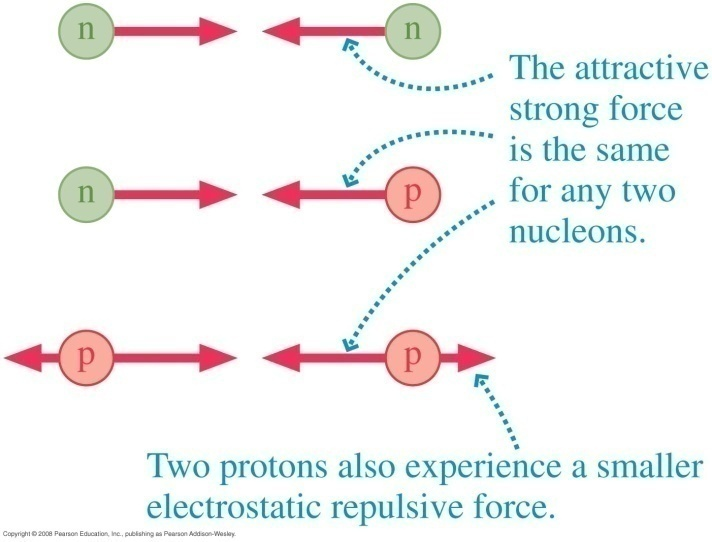 n n
The attractive
strong force
is the same
for any two
nucleons.
n p
p p
Two protons also experience a smaller
electrostatic repulsive force.
Copyright © 2008 Pearson Education, Inc., publishing as Pearson Addison-Wesley.